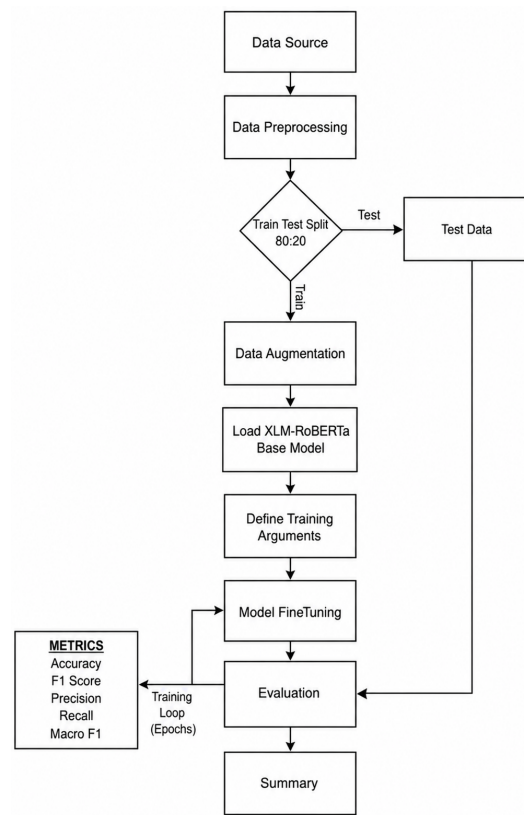 Data Source
Data Preprocessing
Train Test Split
80:20
Test
Test Data
Train
Data Augmentation
Load XLM-RoBERTa
Base Model
Define Training
Arguments
Model FineTuning
METRICS
Accuracy
F1 Score
Precision
Recall
Macro F1
Training
Loop
(Epochs)
Evaluation
Summary